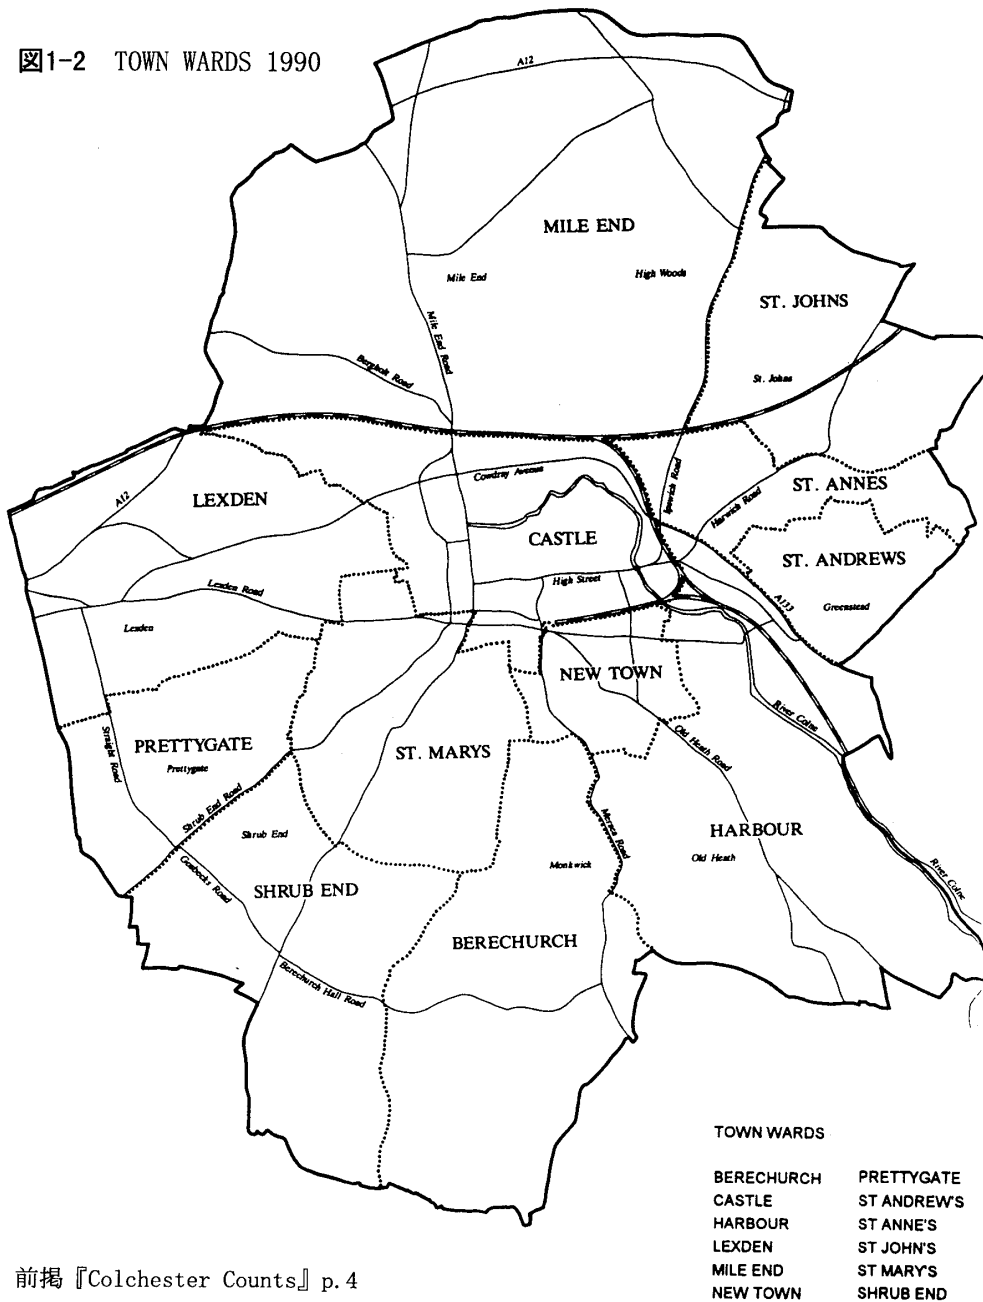 図1-2 TOWN WARDS 1990
A12
MILE END
Mile End
High Woods
ST. JOHNS
Mile End Road
Bergholt Road
St. Johns
Cowdray Avenue
Ipswich Road
A12
LEXDEN
Harwich Road
ST. ANNES
CASTLE
ST. ANDREWS
Lexden Road
High Street
A133
Greenstead
Lexden
NEW TOWN
River Colne
Straight Road
PRETTYGATE
Prettygate
ST. MARYS
Old Heath Road
Shrub End Road
Shrub End
Mersea Road
HARBOUR
Old Heath
Monkwick
Gosbecks Road
SHRUB END
River Colne
BERECHURCH
Berechurch Hall Road
TOWN WARDS
BERECHURCH PRETTYGATE
CASTLE ST ANDREW'S
HARBOUR ST ANNE'S
LEXDEN ST JOHN'S
MILE END ST MARY'S
NEW TOWN SHRUB END
前掲『Colchester Counts』p.4